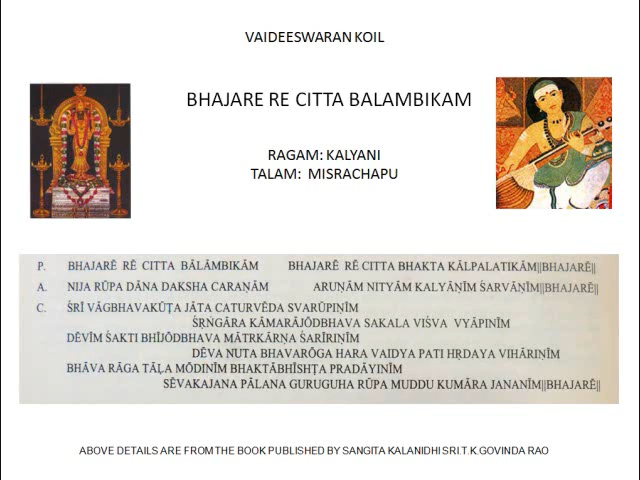 VAIDEESWARAN KOIL
BHAJARE RE CITTA BALAMBIKAM
RAGAM: KALYANI
TALAM: MISRACHAPU
P. BHAJARĒ RĒ CITTA BĀLĀMBIKĀM BHAJARĒ RĒ CITTA BHAKTA KĀLPALATIKĀM||BHAJARĒ||
A. NIJA RŪPA DĀNA DAKSHA CARAṆĀM ARUṆĀM NITYĀM KALYĀṆĪM ŚARVĀṆĪM||BHAJARĒ||
C. ŚRĪ VĀGBHAVAKŪṬA JĀTA CATURVĒDA SVARŪPIṆĪM
ŚṚNGĀRA KĀMARĀJŌDBHAVA SAKALA VIŚVA VYĀPINĪM
DĒVĪM ŚAKTI BHĪJŌDBHAVA MĀTṚKĀRṆA ŚARĪRIṆĪM
DĒVA NUTA BHAVARŌGA HARA VAIDYA PATI HṚDAYA VIHĀRIṆĪM
BHĀVA RĀGA TĀḶA MŌDINĪM BHAKTĀBHĪSHṬA PRADĀYINĪM
SĒVAKAJANA PĀLANA GURUGUHA RŪPA MUDDU KUMĀRA JANANĪM||BHAJARĒ||
ABOVE DETAILS ARE FROM THE BOOK PUBLISHED BY SANGITA KALANIDHI SRI.T.K.GOVINDA RAO